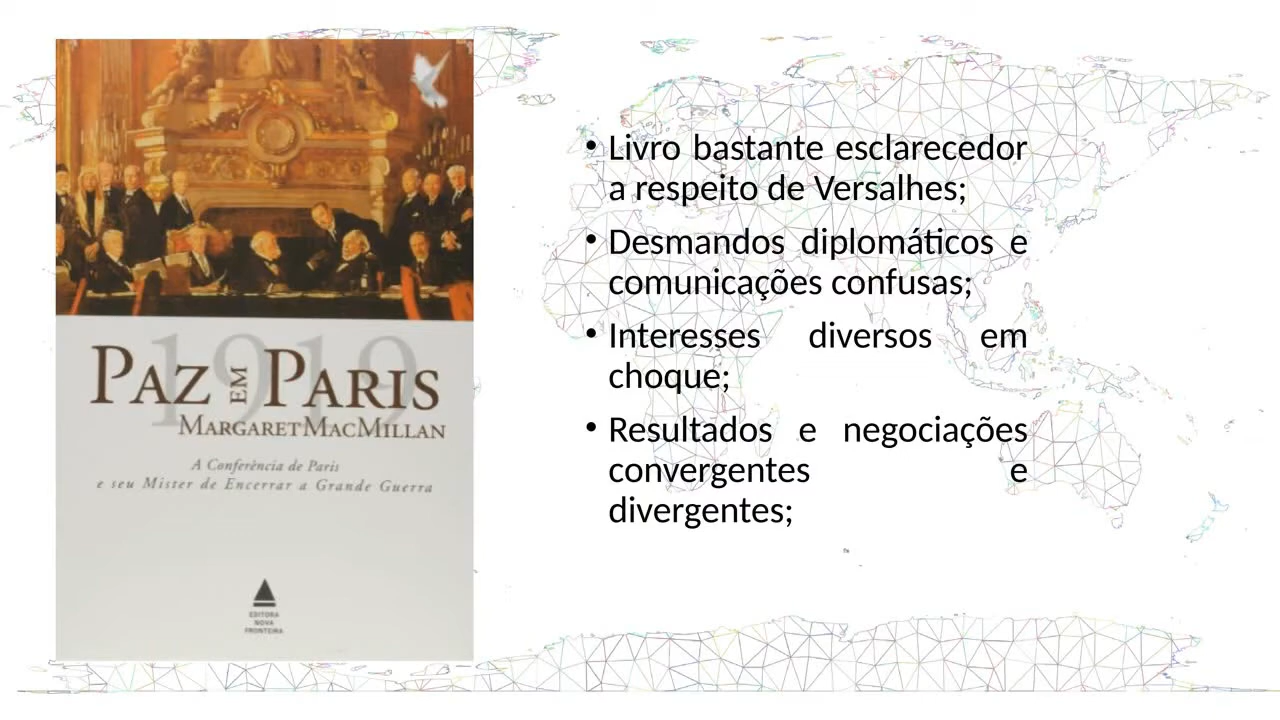 1919
PAZ EM PARIS
MARGARET MACMILLAN
A Conferência de Paris
e seu Mister de Encerrar a Grande Guerra
EDITORA
NOVA
FRONTEIRA
• Livro bastante esclarecedor
a respeito de Versalhes;
• Desmandos diplomáticos e
comunicações confusas;
• Interesses diversos em
choque;
• Resultados e negociações
convergentes e
divergentes;